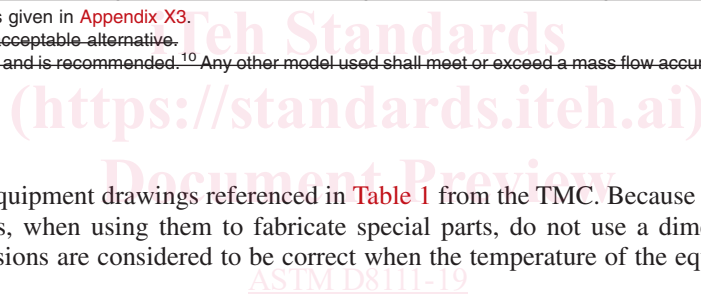 s given in Appendix X3.
iTeh Standards
acceptable alternative.
and is recommended.10 Any other model used shall meet or exceed a mass flow accur
(https://standards.iteh.ai)
Document Preview
quipment drawings referenced in Table 1 from the TMC. Because
s, when using them to fabricate special parts, do not use a dime
sions are considered to be correct when the temperature of the equ
ASTM D8111-19